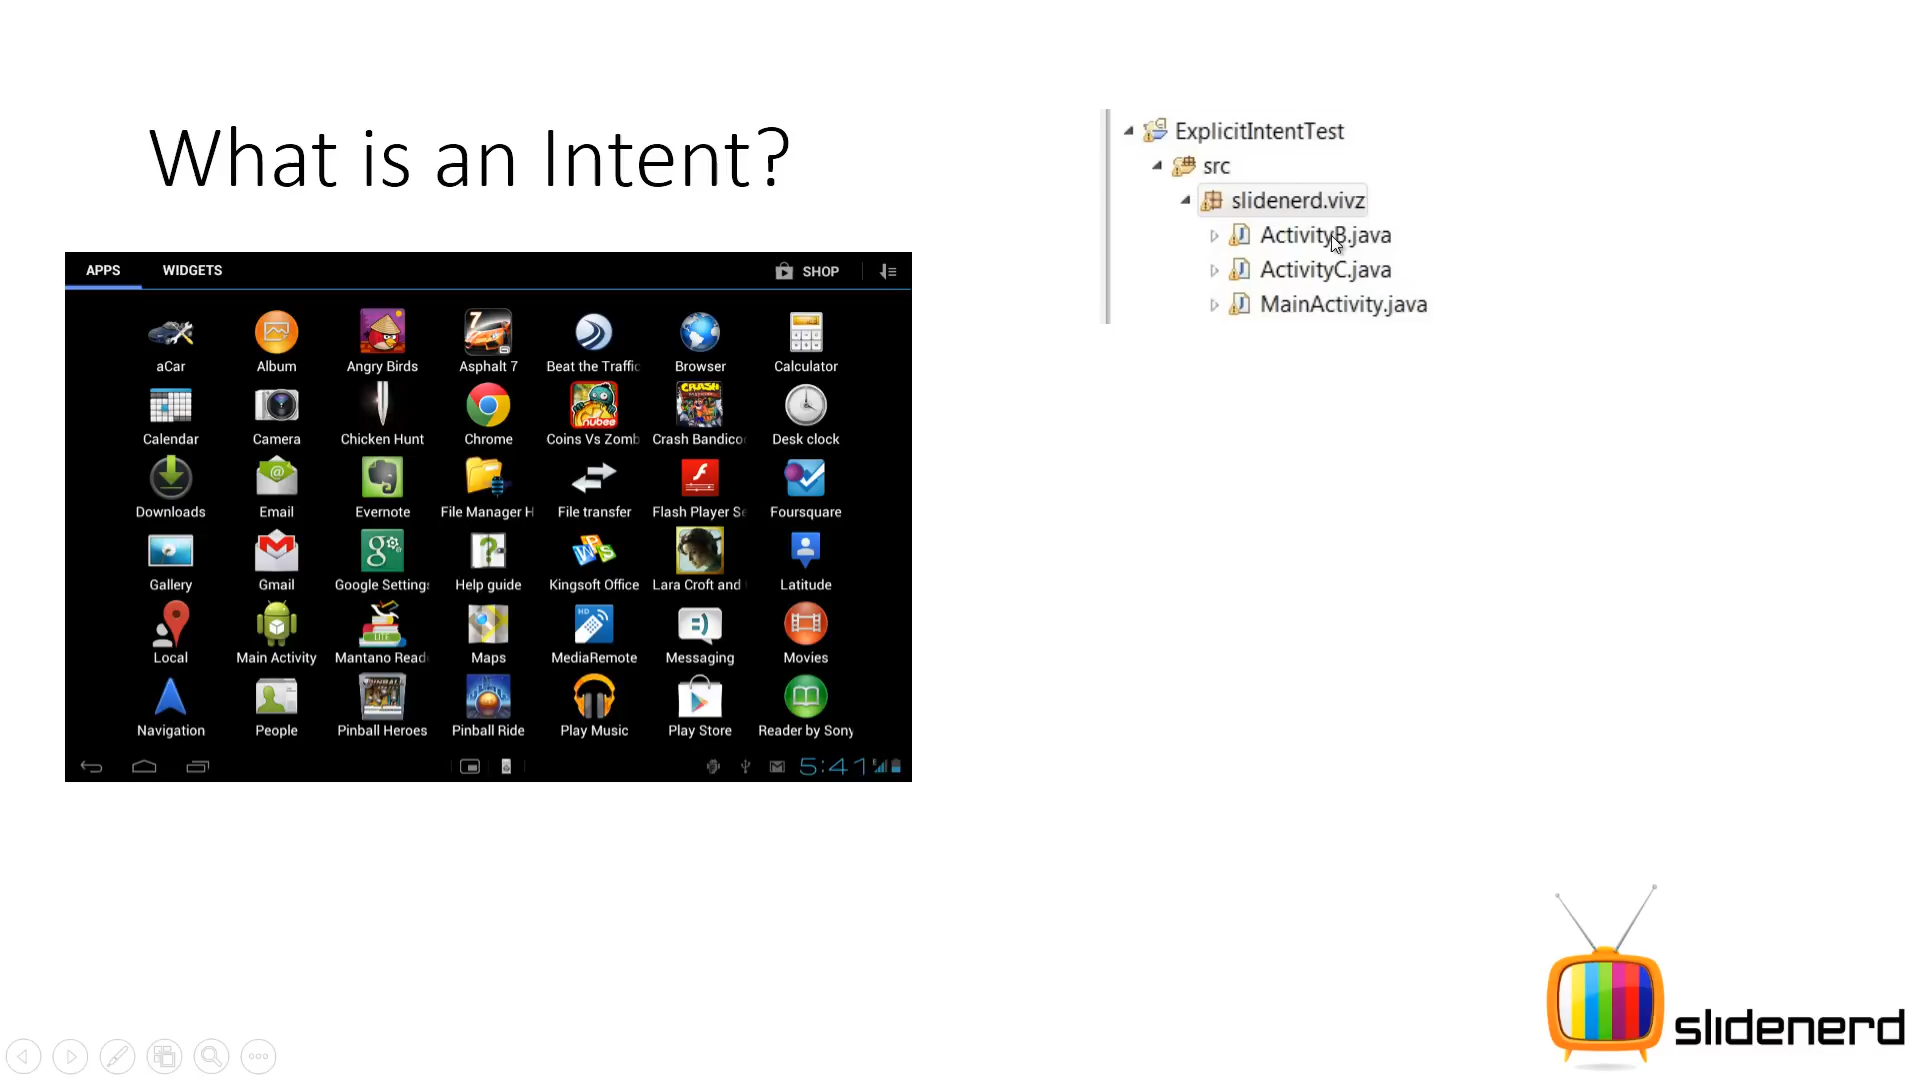 What is an Intent?
APPS WIDGETS SHOP
aCar Album Angry Birds Asphalt 7 Beat the Traffic Browser Calculator
Calendar Camera Chicken Hunt Chrome Coins Vs Zomb Crash Bandico Desk clock
Downloads Email Evernote File Manager H File transfer Flash Player Se Foursquare
Gallery Gmail Google Settings Help guide Kingsoft Office Lara Croft and Latitude
Local Main Activity Mantano Read Maps MediaRemote Messaging Movies
Navigation People Pinball Heroes Pinball Ride Play Music Play Store Reader by Sony
5:41
ExplicitIntentTest
src
slidenerd.vivz
ActivityB.java
ActivityC.java
MainActivity.java
slidenerd